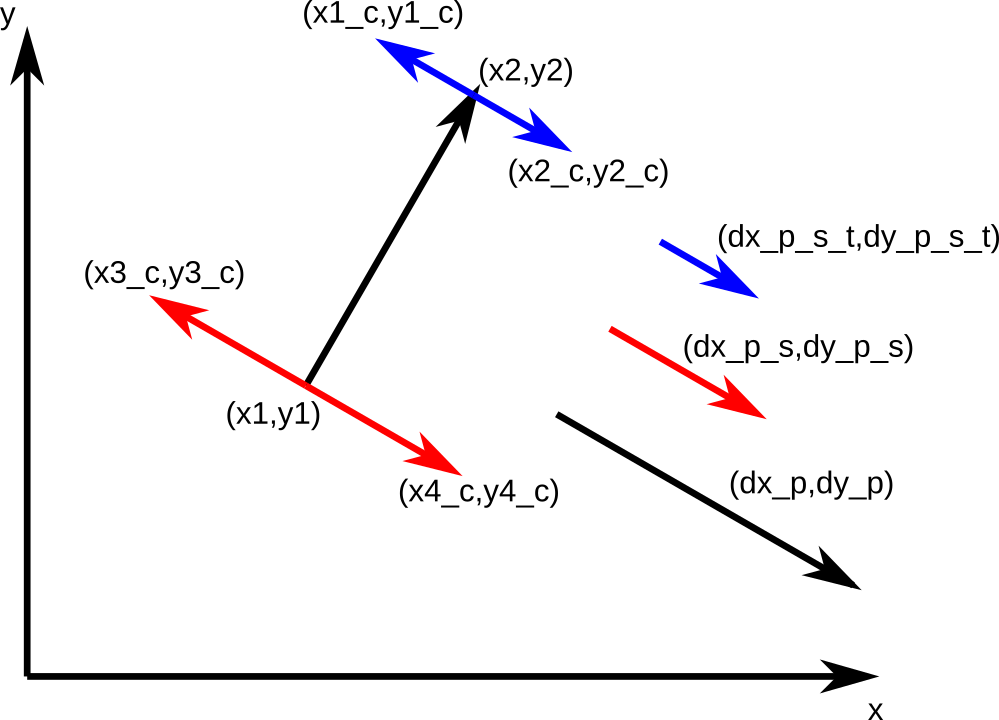 y
(x1_c,y1_c)
(x2,y2)
(x2_c,y2_c)
(dx_p_s_t,dy_p_s_t)
(x3_c,y3_c)
(dx_p_s,dy_p_s)
(x1,y1)
(dx_p,dy_p)
(x4_c,y4_c)
x